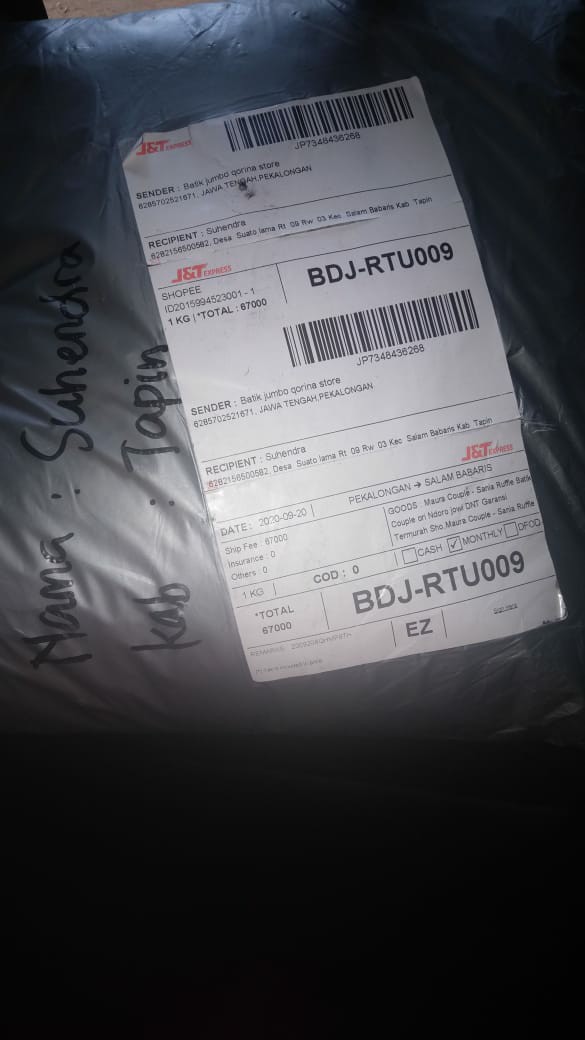 J&T EXPRESS
JP7348436268
SENDER : Batik jumbo qorina store
6285702521671, JAWA TENGAH,PEKALONGAN
RECIPIENT : Suhendra
6282156500582, Desa Suato lama Rt 09 Rw 03 Kec Salam Babaris Kab Tapin
J&T EXPRESS
SHOPEE
ID2015994523001 - 1
1 KG | *TOTAL : 67000
BDJ-RTU009
JP7348436268
SENDER : Batik jumbo qorina store
6285702521671, JAWA TENGAH,PEKALONGAN
RECIPIENT : Suhendra
6282156500582, Desa Suato lama Rt 09 Rw 03 Kec Salam Babaris Kab Tapin
J&T EXPRESS
PEKALONGAN → SALAM BABARIS
DATE : 2020-09-20
Ship Fee : 67000
Insurance : 0
Others : 0
GOODS : Maura Couple - Sania Ruffle Batik
Couple on Ndoro jowi DNT Garansi
Termurah Sho,Maura Couple - Sania Ruffle
1 KG
COD : 0
CASH ✓ MONTHLY DFOD
*TOTAL
67000
BDJ-RTU009
REMARKS :
EZ
Sign Here
Nama : Suhendra
kab : Tapin